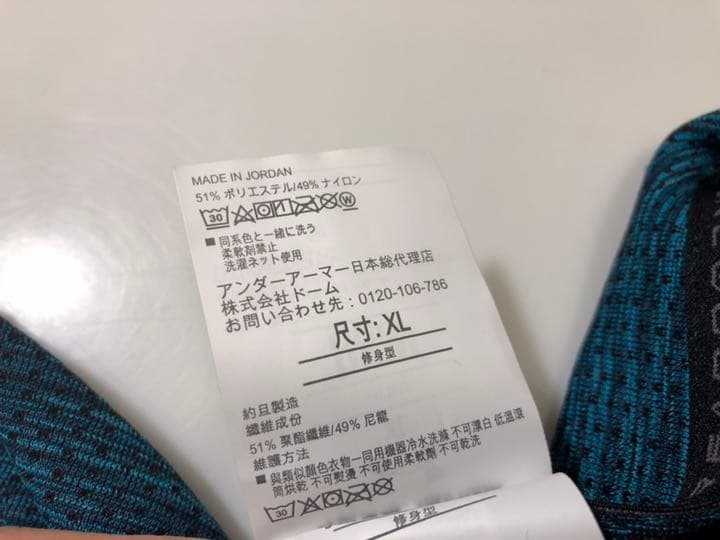 MADE IN JORDAN
51% ポリエステル/49% ナイロン
30 W
■ 同系色と一緒に洗う
柔軟剤禁止
洗濯ネット使用
アンダーアーマー日本総代理店
株式会社ドーム
お問い合わせ先：0120-106-786
尺寸: XL
修身型
約旦製造
纖維成份
51% 聚酯纖維/49% 尼龍
維護方法
■ 與類似顏色衣物一同用機器冷水洗滌 不可漂白 低溫滾
筒烘乾 不可熨燙 不可使用柔軟劑 不可乾洗
30
修身型